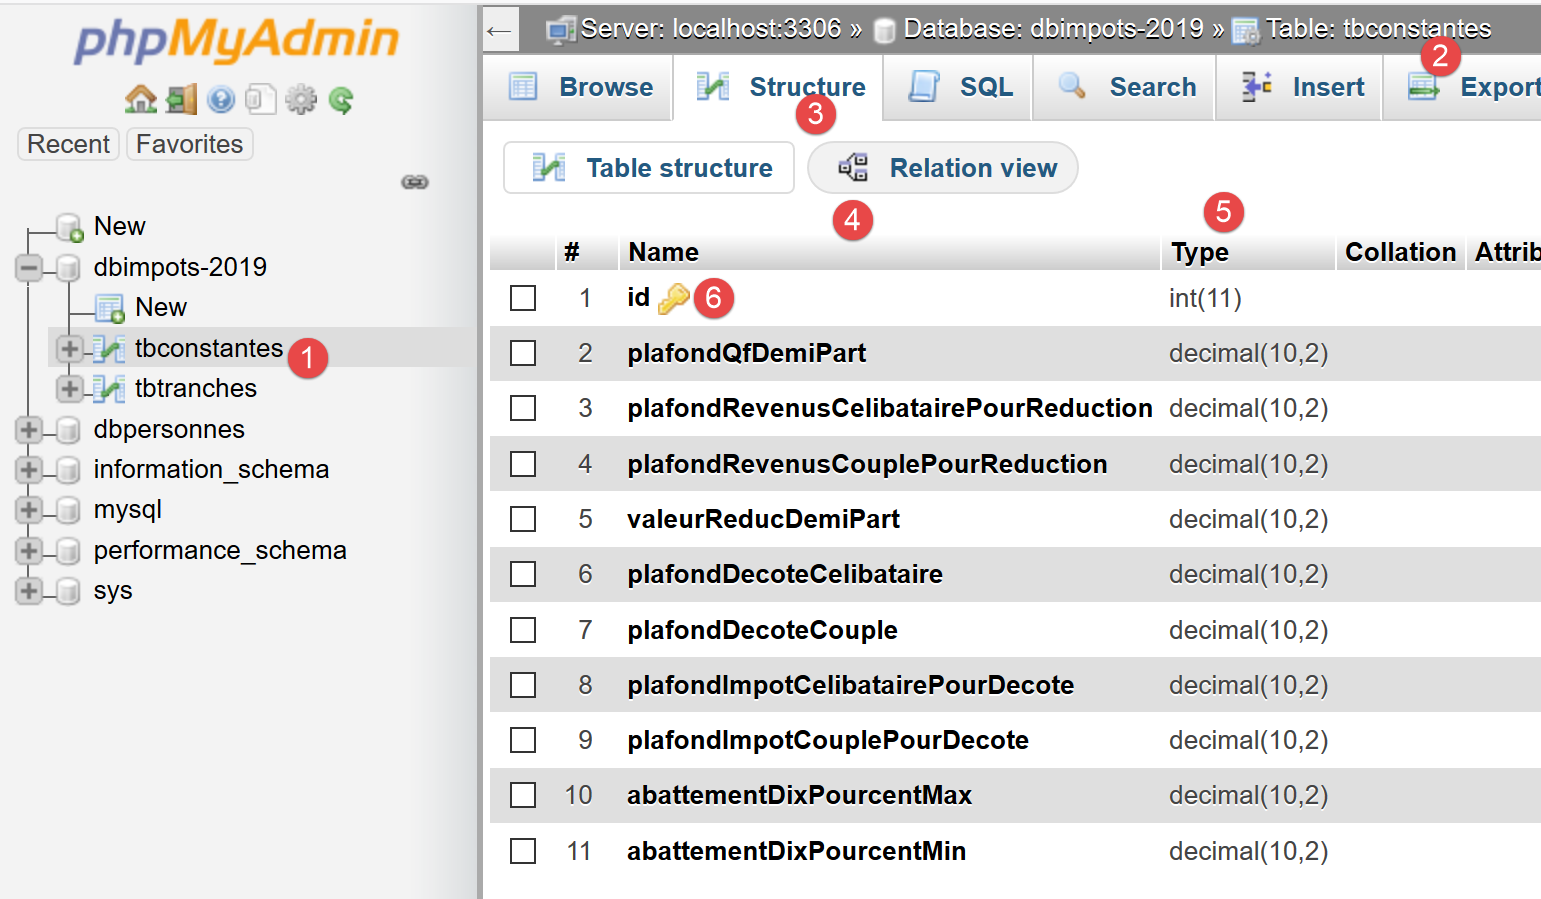 phpMyAdmin
Recent Favorites
New
dbimpots-2019
New
tbconstantes 1
tbtranches
dbpersonnes
information_schema
mysql
performance_schema
sys
← Server: localhost:3306 » Database: dbimpots-2019 » Table: tbconstantes
2
Browse Structure SQL Search Insert Export
3
Table structure Relation view
4 5
# Name Type Collation Attrib
1 id 6 int(11)
2 plafondQfDemiPart decimal(10,2)
3 plafondRevenusCelibatairePourReduction decimal(10,2)
4 plafondRevenusCouplePourReduction decimal(10,2)
5 valeurReducDemiPart decimal(10,2)
6 plafondDecoteCelibataire decimal(10,2)
7 plafondDecoteCouple decimal(10,2)
8 plafondImpotCelibatairePourDecote decimal(10,2)
9 plafondImpotCouplePourDecote decimal(10,2)
10 abattementDixPourcentMax decimal(10,2)
11 abattementDixPourcentMin decimal(10,2)